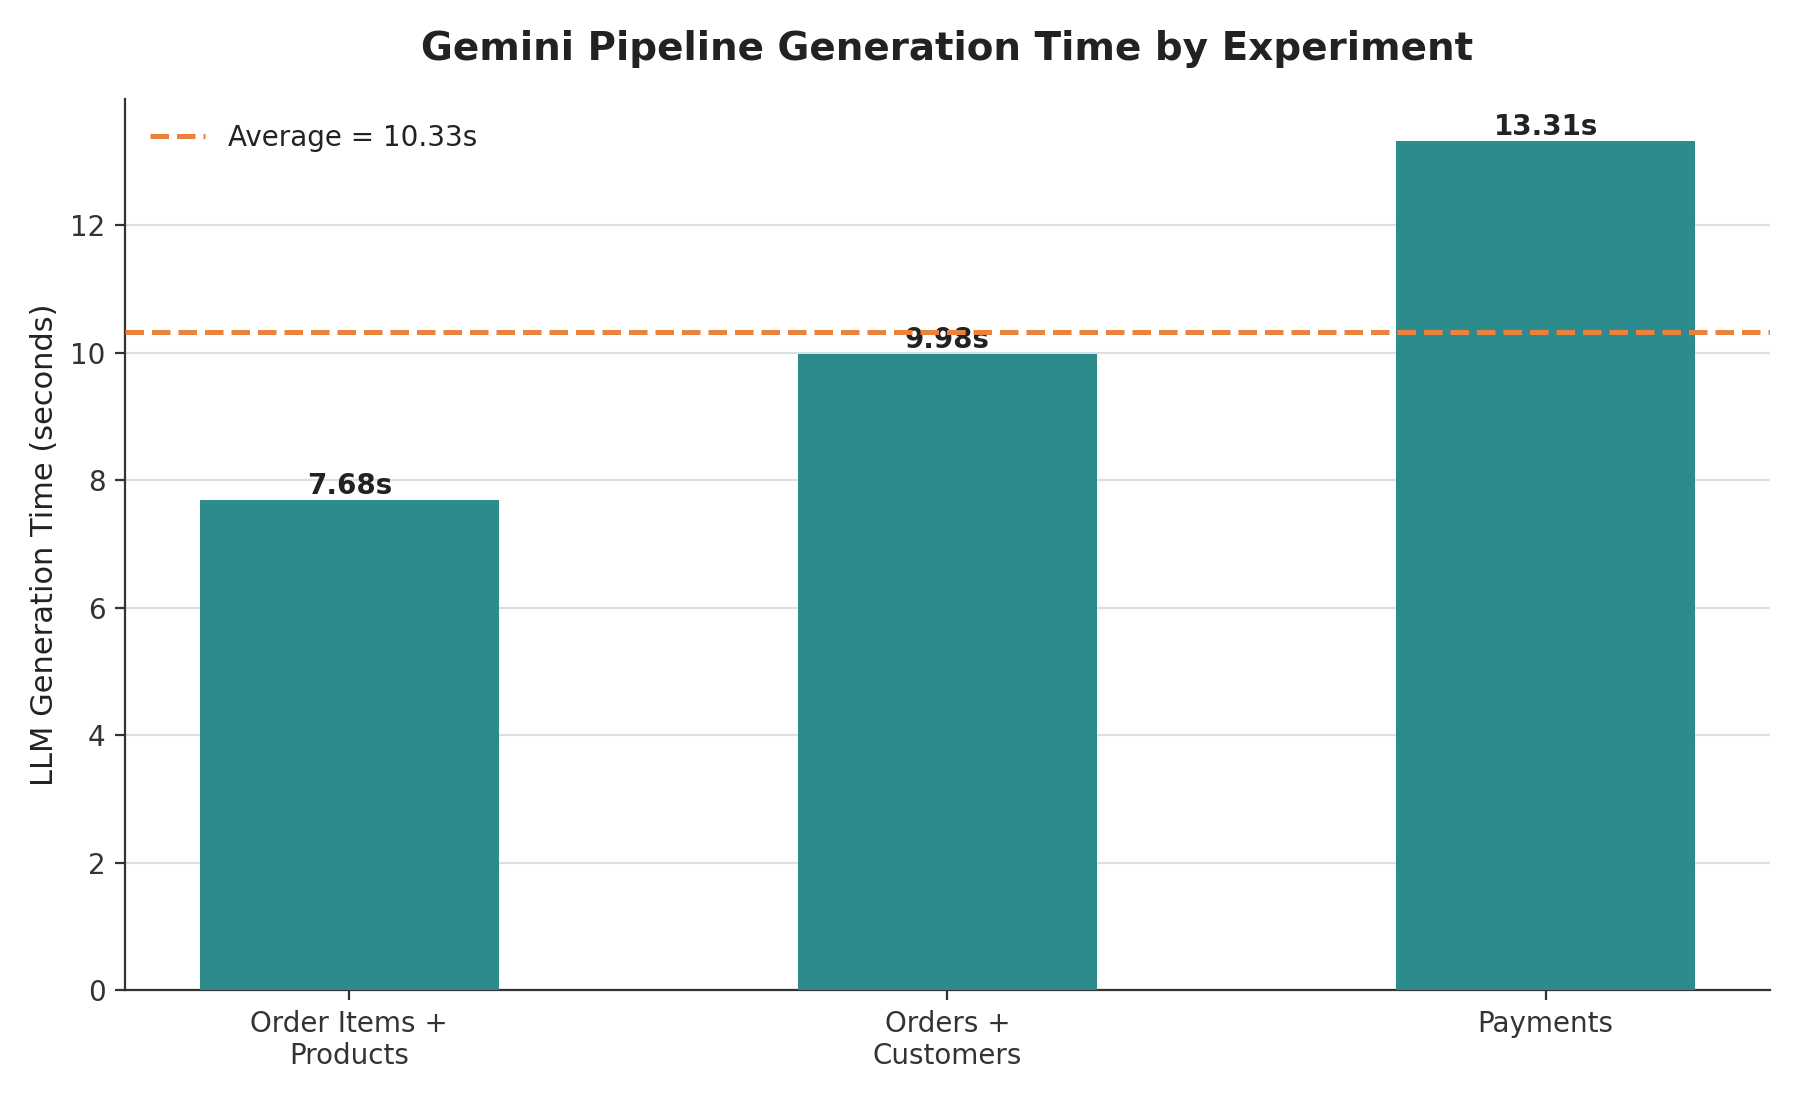 Gemini Pipeline Generation Time by Experiment
Average = 10.33s
13.31s
9.98s
7.68s
LLM Generation Time (seconds)
12
10
8
6
4
2
0
Order Items +
Products
Orders +
Customers
Payments